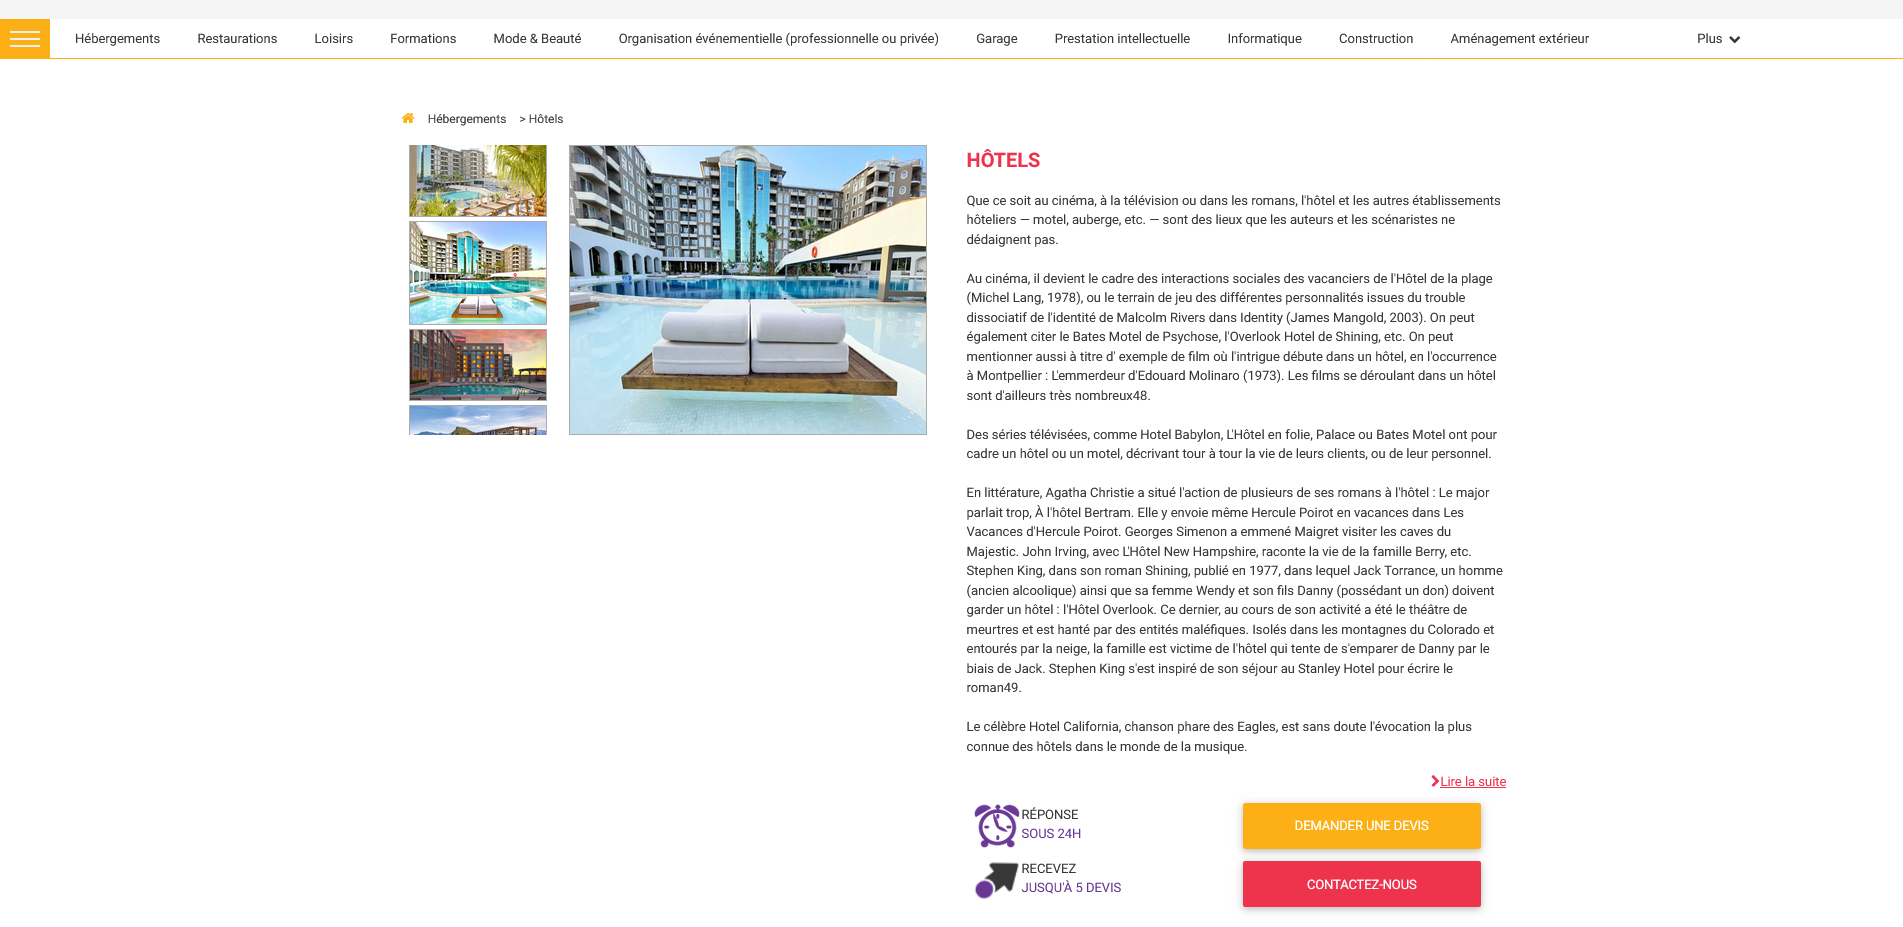 Hébergements Restaurations Loisirs Formations Mode & Beauté Organisation événementielle (professionnelle ou privée) Garage Prestation intellectuelle Informatique Construction Aménagement extérieur Plus
Hébergements > Hôtels
HÔTELS
Que ce soit au cinéma, à la télévision ou dans les romans, l'hôtel et les autres établissements
hôteliers — motel, auberge, etc. — sont des lieux que les auteurs et les scénaristes ne
dédaignent pas.
Au cinéma, il devient le cadre des interactions sociales des vacanciers de l'Hôtel de la plage
(Michel Lang, 1978), ou le terrain de jeu des différentes personnalités issues du trouble
dissociatif de l'identité de Malcolm Rivers dans Identity (James Mangold, 2003). On peut
également citer le Bates Motel de Psychose, l'Overlook Hotel de Shining, etc. On peut
mentionner aussi à titre d' exemple de film où l'intrigue débute dans un hôtel, en l'occurrence
à Montpellier : L'emmerdeur d'Edouard Molinaro (1973). Les films se déroulant dans un hôtel
sont d'ailleurs très nombreux48.
Des séries télévisées, comme Hotel Babylon, L'Hôtel en folie, Palace ou Bates Motel ont pour
cadre un hôtel ou un motel, décrivant tour à tour la vie de leurs clients, ou de leur personnel.
En littérature, Agatha Christie a situé l'action de plusieurs de ses romans à l'hôtel : Le major
parlait trop, À l'hôtel Bertram. Elle y envoie même Hercule Poirot en vacances dans Les
Vacances d'Hercule Poirot. Georges Simenon a emmené Maigret visiter les caves du
Majestic. John Irving, avec L'Hôtel New Hampshire, raconte la vie de la famille Berry, etc.
Stephen King, dans son roman Shining, publié en 1977, dans lequel Jack Torrance, un homme
(ancien alcoolique) ainsi que sa femme Wendy et son fils Danny (possédant un don) doivent
garder un hôtel : l'Hôtel Overlook. Ce dernier, au cours de son activité a été le théâtre de
meurtres et est hanté par des entités maléfiques. Isolés dans les montagnes du Colorado et
entourés par la neige, la famille est victime de l'hôtel qui tente de s'emparer de Danny par le
biais de Jack. Stephen King s'est inspiré de son séjour au Stanley Hotel pour écrire le
roman49.
Le célèbre Hotel California, chanson phare des Eagles, est sans doute l'évocation la plus
connue des hôtels dans le monde de la musique.
Lire la suite
RÉPONSE
SOUS 24H
DEMANDER UNE DEVIS
RECEVEZ
JUSQU'À 5 DEVIS
CONTACTEZ-NOUS